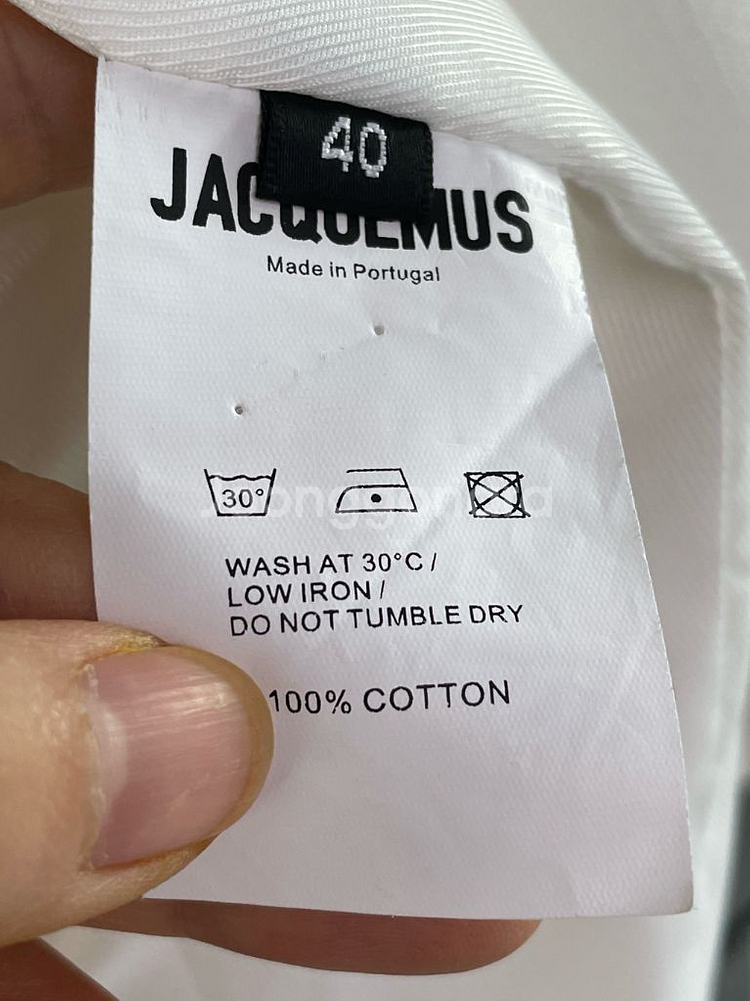 40
JACQUEMUS
Made in Portugal
30°
WASH AT 30°C /
LOW IRON /
DO NOT TUMBLE DRY
100% COTTON